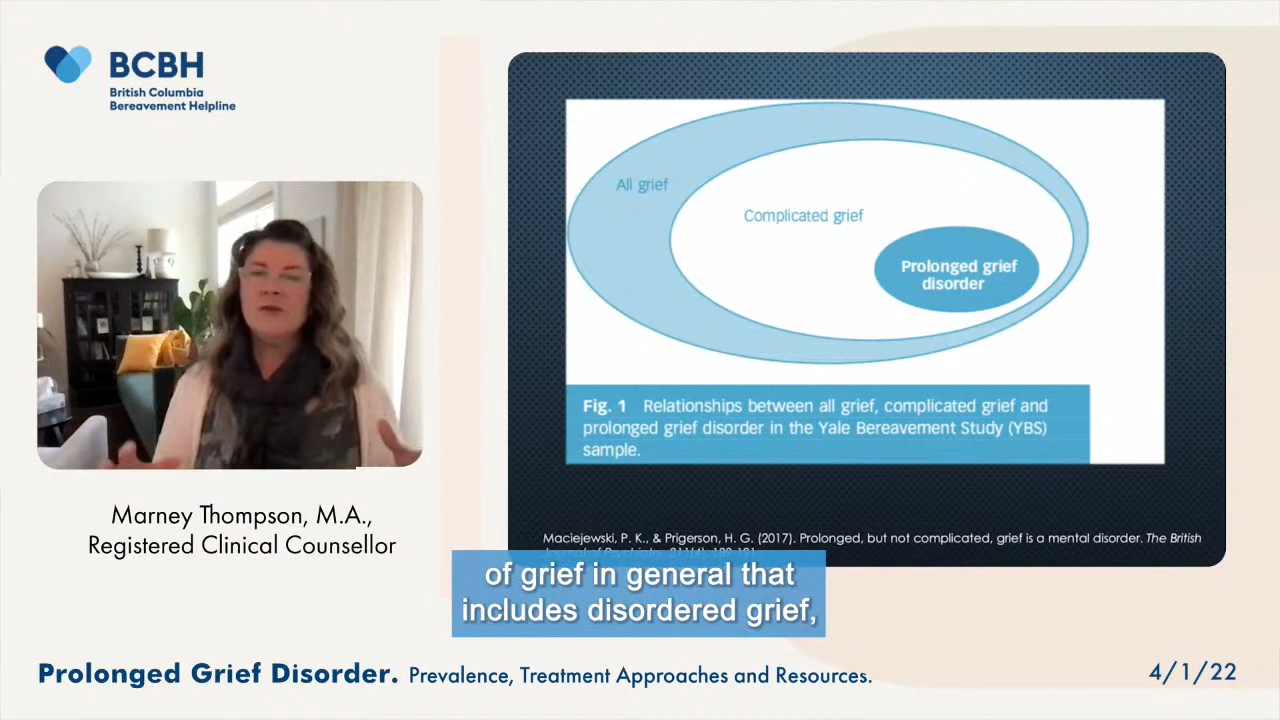 BCBH
British Columbia
Bereavement Helpline
All grief
Complicated grief
Prolonged grief
disorder
Fig. 1 Relationships between all grief, complicated grief and
prolonged grief disorder in the Yale Bereavement Study (YBS)
sample.
Maciejewski, P. K., & Prigerson, H. G. (2017). Prolonged, but not complicated, grief is a mental disorder. The British
Marney Thompson, M.A.,
Registered Clinical Counsellor
of grief in general that
includes disordered grief,
Prolonged Grief Disorder. Prevalence, Treatment Approaches and Resources.
4/1/22